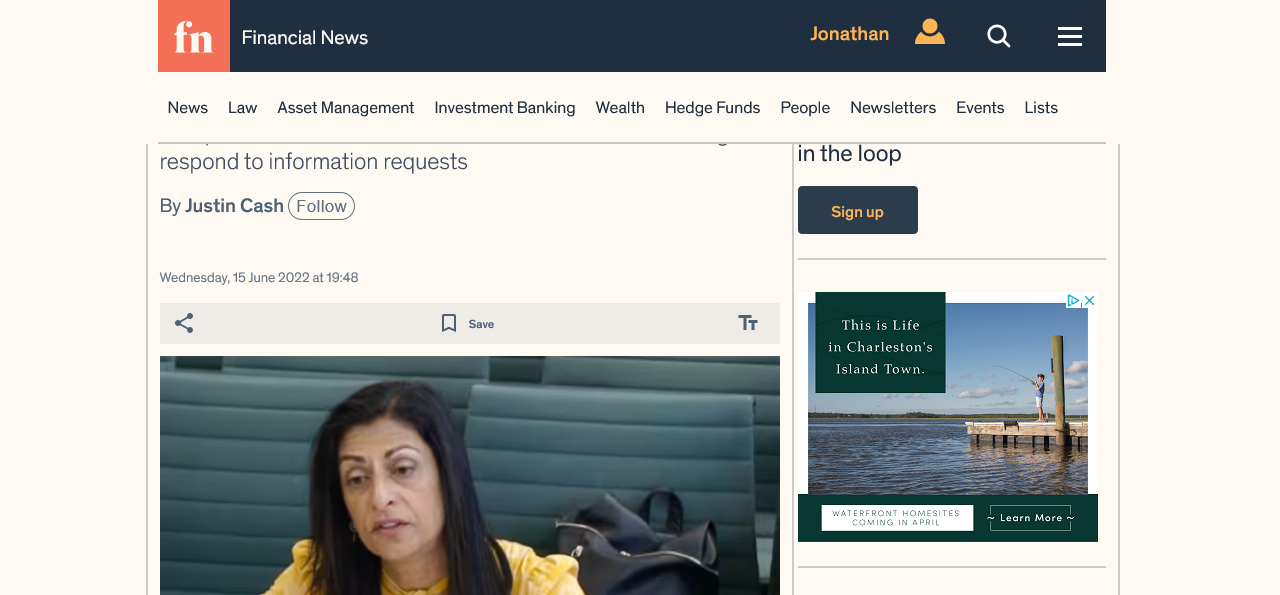 fn
Financial News
Jonathan
News Law Asset Management Investment Banking Wealth Hedge Funds People Newsletters Events Lists
respond to information requests
By Justin Cash Follow
Wednesday, 15 June 2022 at 19:48
Save
TT
in the loop
Sign up
This is Life
in Charleston's
Island Town.
WATERFRONT HOMESITES
COMING IN APRIL
~ Learn More ~